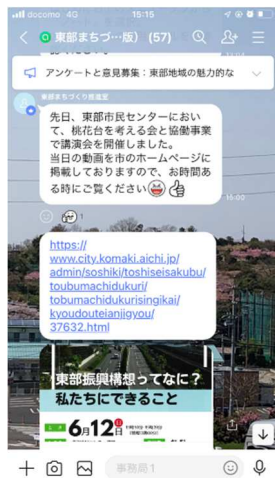 docomo 4G
15:15
東部まちづ…版) (57)
アンケートと意見募集：東部地域の魅力的な
東部まちづくり推進室
先日、東部市民センターにおい
て、桃花台を考える会と協働事業
で講演会を開催しました。
当日の動画を市のホームページに
掲載しておりますので、お時間あ
る時にご覧ください
15:02
1
https://
www.city.komaki.aichi.jp/
admin/soshiki/toshiseisakubu/
toubumachidukuri/
tobumachidukurisingikai/
kyoudouteianjigyou/
37632.html
東部振興構想ってなに？
私たちにできること
6月12日
事務局1